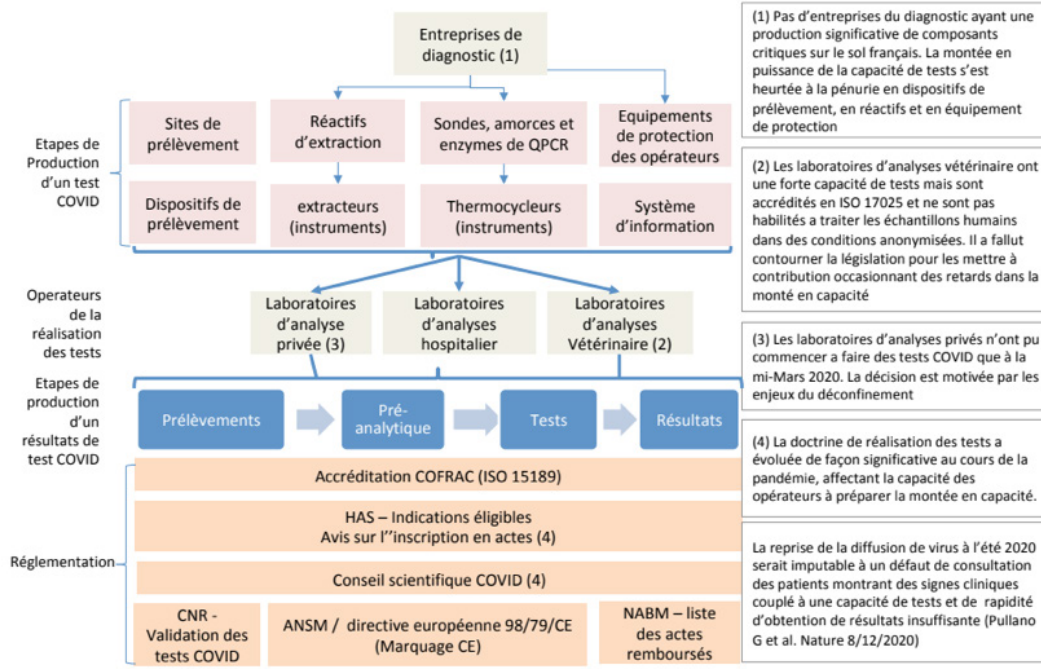 Entreprises de
diagnostic (1)
Etapes de
Production
d'un test
COVID
Sites de
prélèvement
Réactifs
d'extraction
Sondes, amorces et
enzymes de QPCR
Equipements
de protection
des opérateurs
Dispositifs de
prélèvement
extracteurs
(instruments)
Thermocycleurs
(instruments)
Système
d'information
Operateurs
de la
réalisation
des tests
Laboratoires
d'analyse
privée (3)
Laboratoires
d'analyses
hospitalier
Laboratoires
d'analyses
Vétérinaire (2)
Etapes de
production
d'un
résultats de
test COVID
Prélèvements
Pré-
analytique
Tests
Résultats
Réglementation
Accréditation COFRAC (ISO 15189)
HAS – Indications éligibles
Avis sur l''inscription en actes (4)
Conseil scientifique COVID (4)
CNR -
Validation des
tests COVID
ANSM / directive européenne 98/79/CE
(Marquage CE)
NABM – liste
des actes
remboursés
(1) Pas d'entreprises du diagnostic ayant une
production significative de composants
critiques sur le sol français. La montée en
puissance de la capacité de tests s'est
heurtée à la pénurie en dispositifs de
prélèvement, en réactifs et en équipement
de protection
(2) Les laboratoires d'analyses vétérinaire ont
une forte capacité de tests mais sont
accrédités en ISO 17025 et ne sont pas
habilités a traiter les échantillons humains
dans des conditions anonymisées. Il a fallut
contourner la législation pour les mettre à
contribution occasionnant des retards dans la
monté en capacité
(3) Les laboratoires d'analyses privés n'ont pu
commencer a faire des tests COVID que à la
mi-Mars 2020. La décision est motivée par les
enjeux du déconfinement
(4) La doctrine de réalisation des tests a
évoluée de façon significative au cours de la
pandémie, affectant la capacité des
opérateurs à préparer la montée en capacité.
La reprise de la diffusion de virus à l'été 2020
serait imputable à un défaut de consultation
des patients montrant des signes cliniques
couplé à une capacité de tests et de rapidité
d'obtention de résultats insuffisante (Pullano
G et al. Nature 8/12/2020)